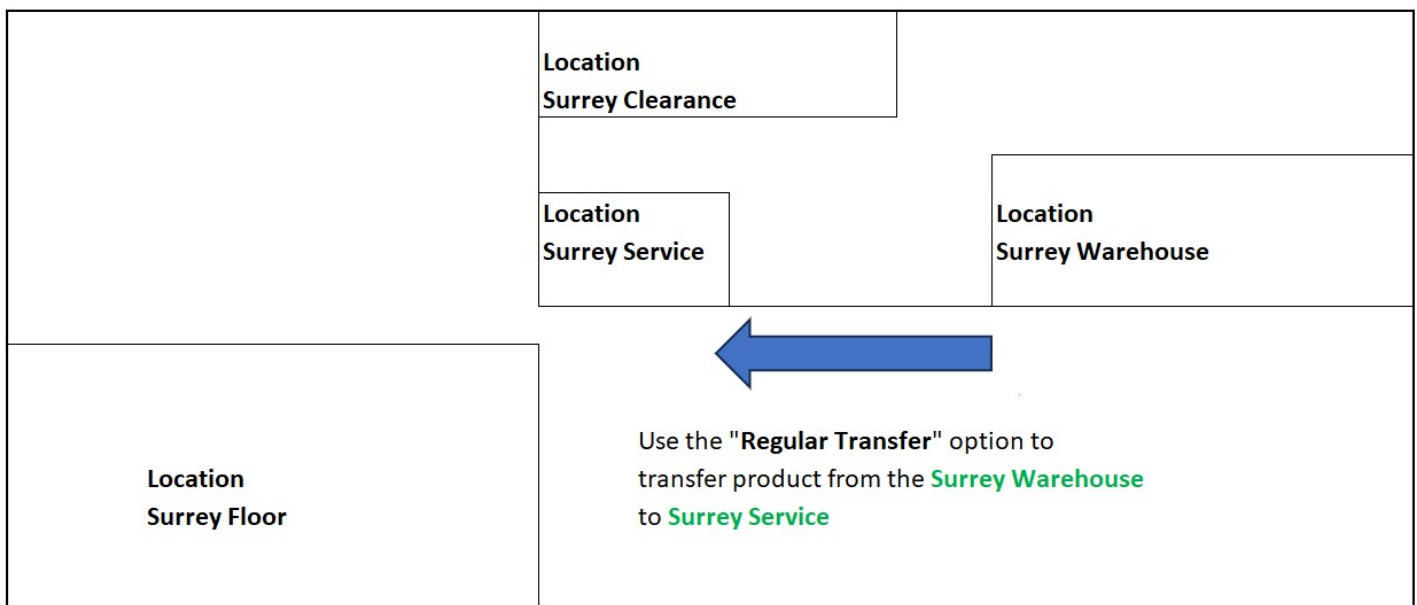 Location
Surrey Clearance
Location
Surrey Service
Location
Surrey Warehouse
Location
Surrey Floor
Use the "Regular Transfer" option to
transfer product from the Surrey Warehouse
to Surrey Service